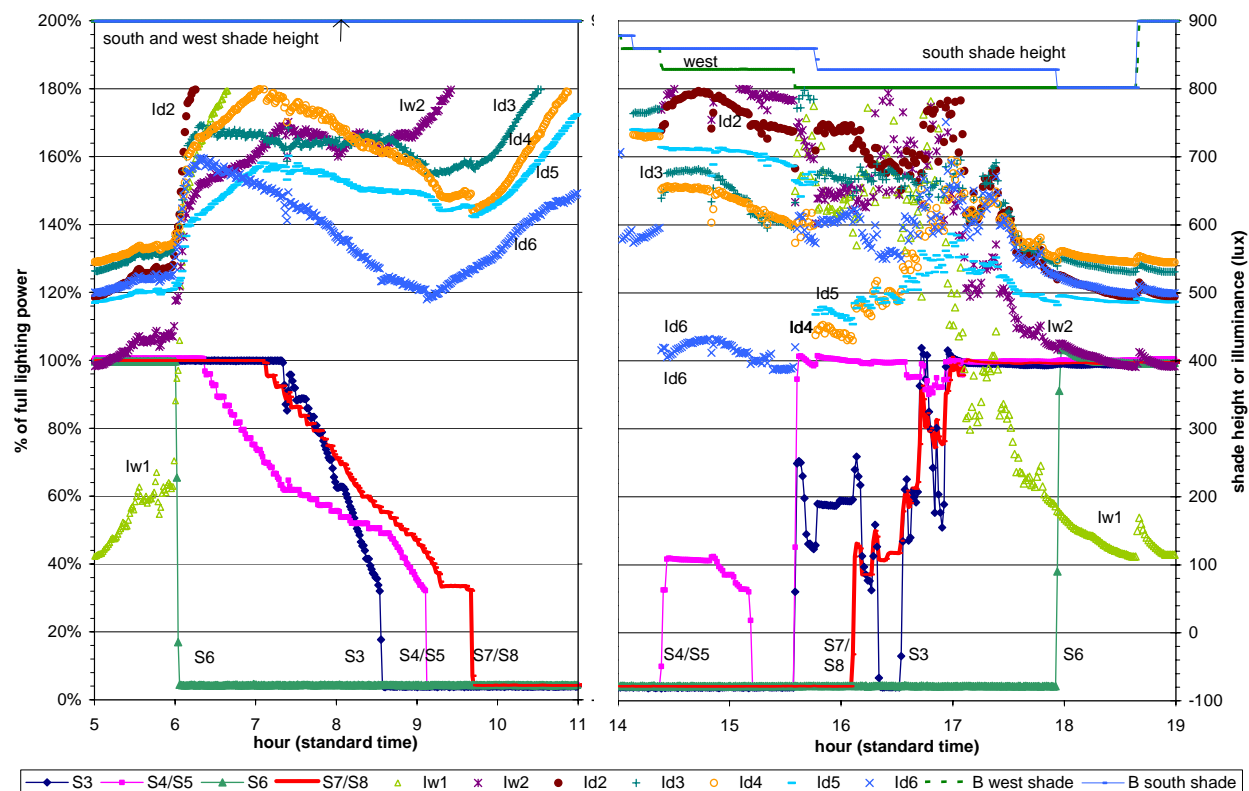 200%
180%
160%
140%
120%
100%
80%
60%
40%
20%
0%
% of full lighting power
south and west shade height
Id2
Iw2
Id3
Id4
Id5
Id6
Iw1
S6
S3
S4/S5
S7/S8
5 6 7 8 9 10 11
hour (standard time)
south shade height
west
Id2
Id3
Id5
Id4
Id6
Id6
Iw2
Iw1
S4/S5
S7/
S8
S3
S6
14 15 16 17 18 19
hour (standard time)
900
800
700
600
500
400
300
200
100
0
-100
shade height or illuminance (lux)
S3 S4/S5 S6 S7/S8 Iw1 Iw2 Id2 Id3 Id4 Id5 Id6 B west shade B south shade